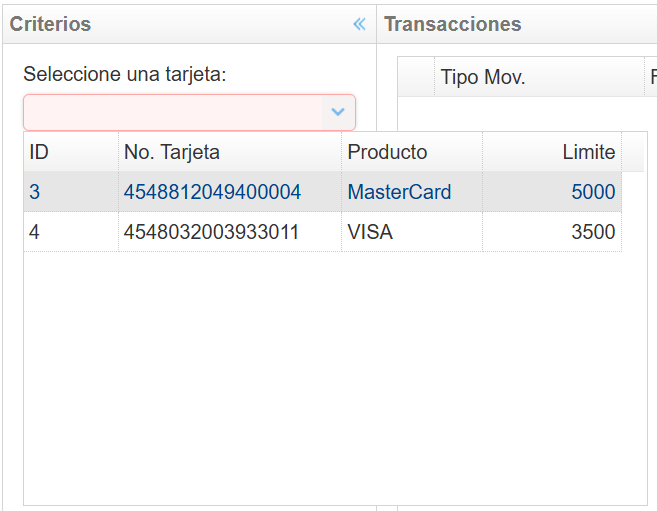 Criterios
Transacciones
Seleccione una tarjeta:
Tipo Mov.
ID No. Tarjeta Producto Limite
3 4548812049400004 MasterCard 5000
4 4548032003933011 VISA 3500